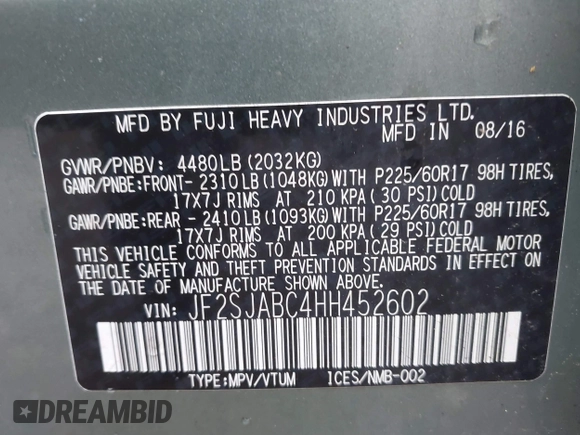 MFD BY FUJI HEAVY INDUSTRIES LTD.
MFD IN 08/16
GVWR/PNBV: 4480LB (2032KG)
GAWR/PNBE:FRONT- 2310LB (1048KG) WITH P225/60R17 98H TIRES,
17X7J RIMS AT 210 KPA ( 30 PSI) COLD
GAWR/PNBE:REAR - 2410LB (1093KG) WITH P225/60R17 98H TIRES,
17X7J RIMS AT 200 KPA ( 29 PSI) COLD
THIS VEHICLE CONFORMS TO ALL APPLICABLE FEDERAL MOTOR
VEHICLE SAFETY AND THEFT PREVENTION STANDARDS IN EFFECT ON
THE DATE OF MANUFACTURE SHOWN ABOVE.
VIN: JF2SJABC4HH452602
TYPE:MPV/VTUM ICES/NMB-002
DREAMBID